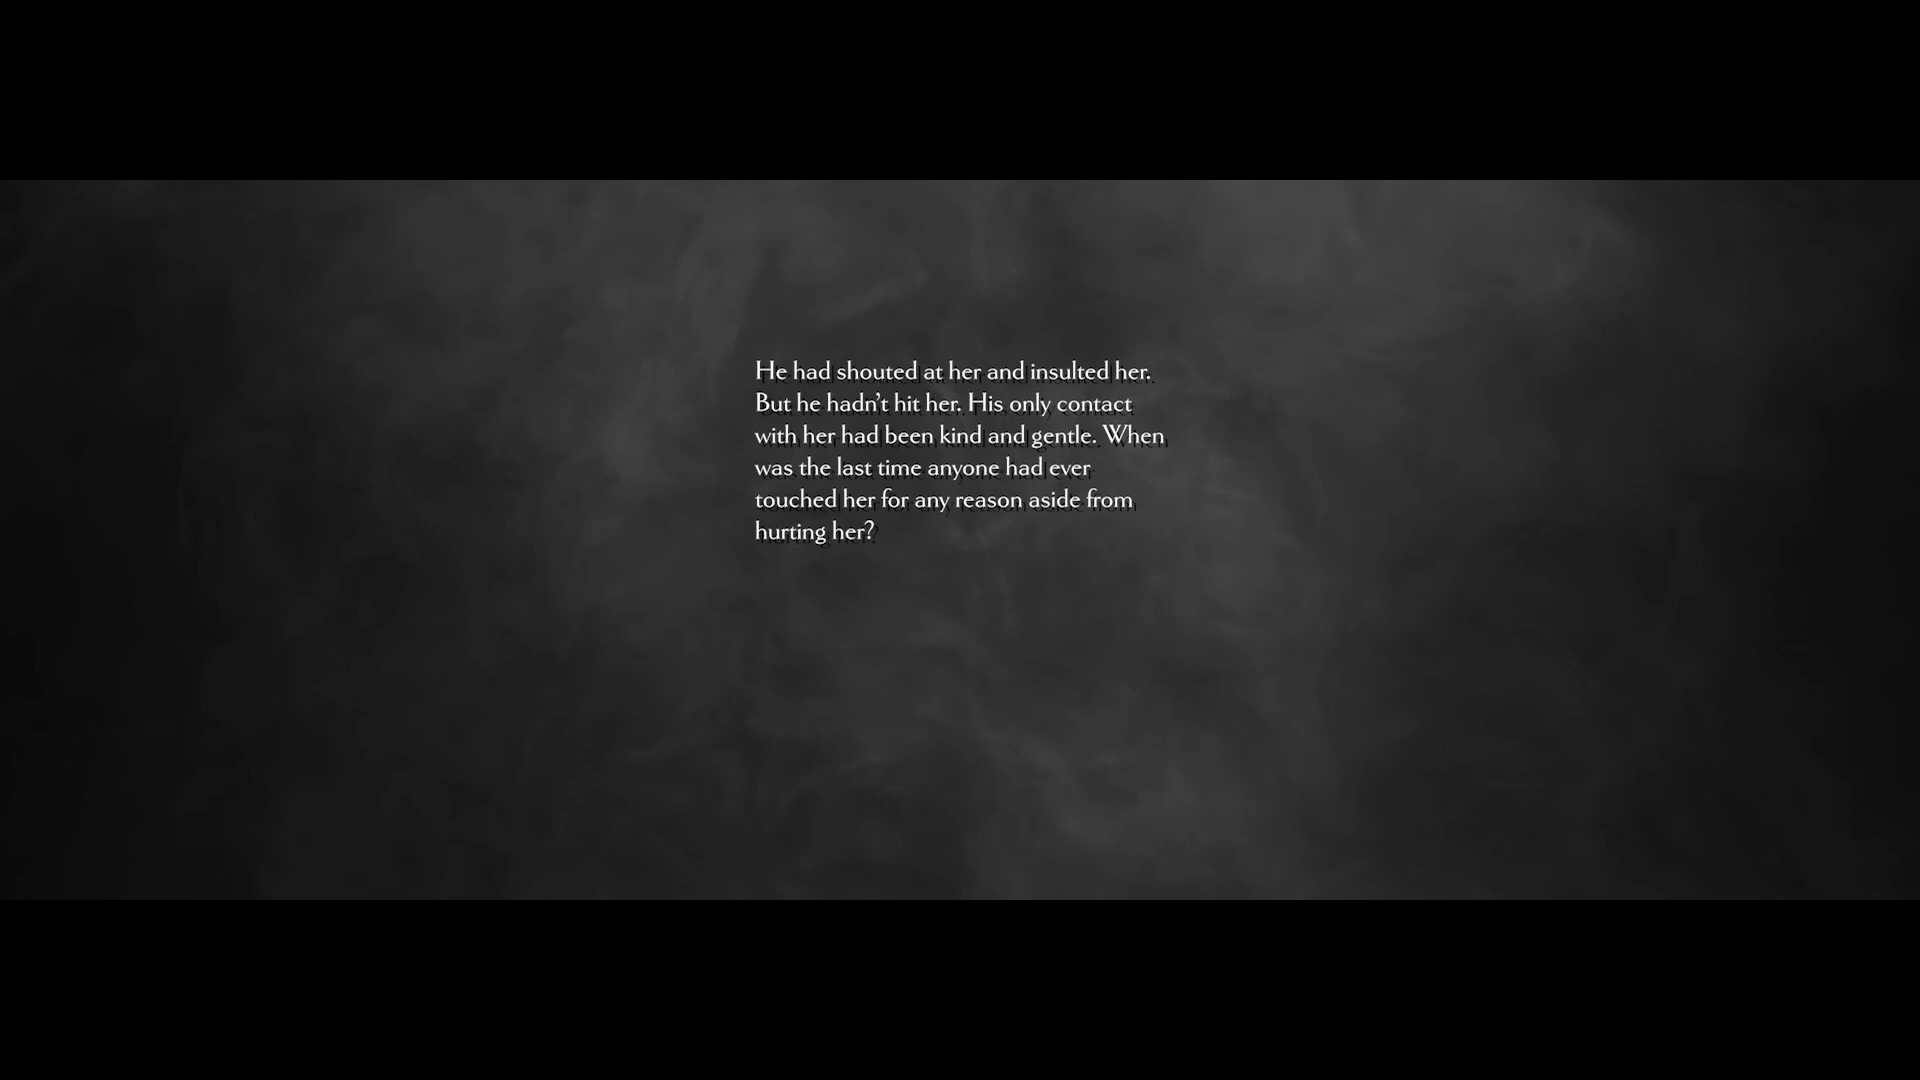 He had shouted at her and insulted her.
But he hadn’t hit her. His only contact
with her had been kind and gentle. When
was the last time anyone had ever
touched her for any reason aside from
hurting her?